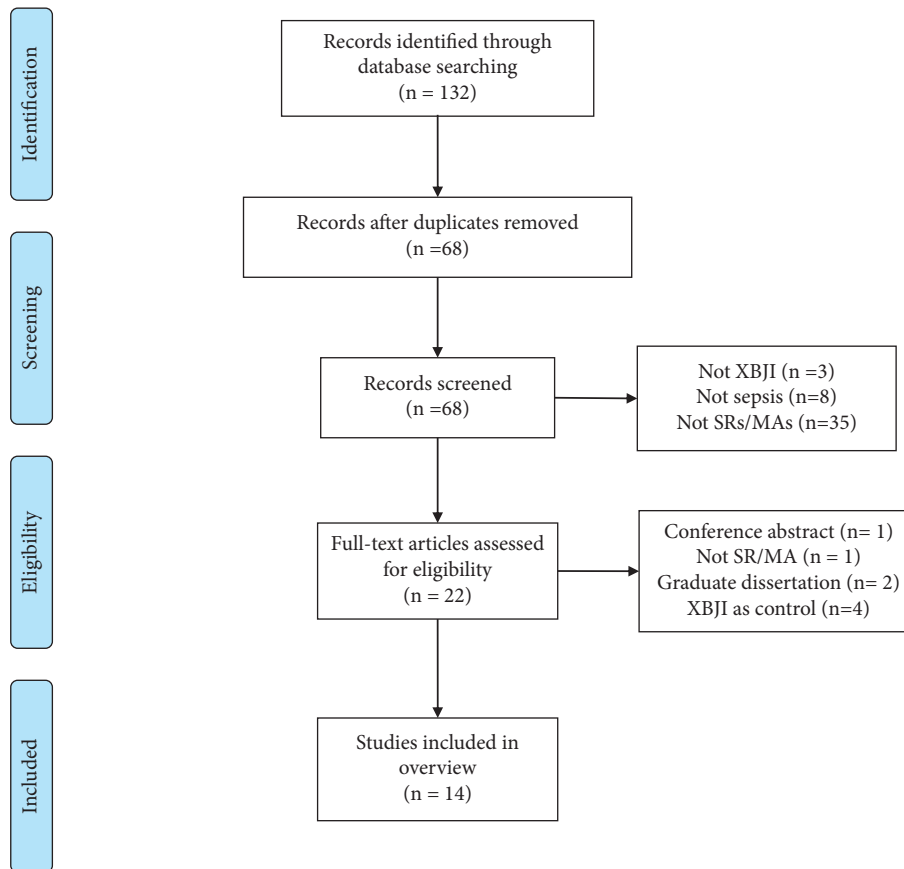 Identification
Records identified through
database searching
(n = 132)
Records after duplicates removed
(n =68)
Screening
Records screened
(n =68)
Not XBJI (n =3)
Not sepsis (n=8)
Not SRs/MAs (n=35)
Eligibility
Full-text articles assessed
for eligibility
(n = 22)
Conference abstract (n= 1)
Not SR/MA (n = 1)
Graduate dissertation (n= 2)
XBJI as control (n=4)
Included
Studies included in
overview
(n = 14)